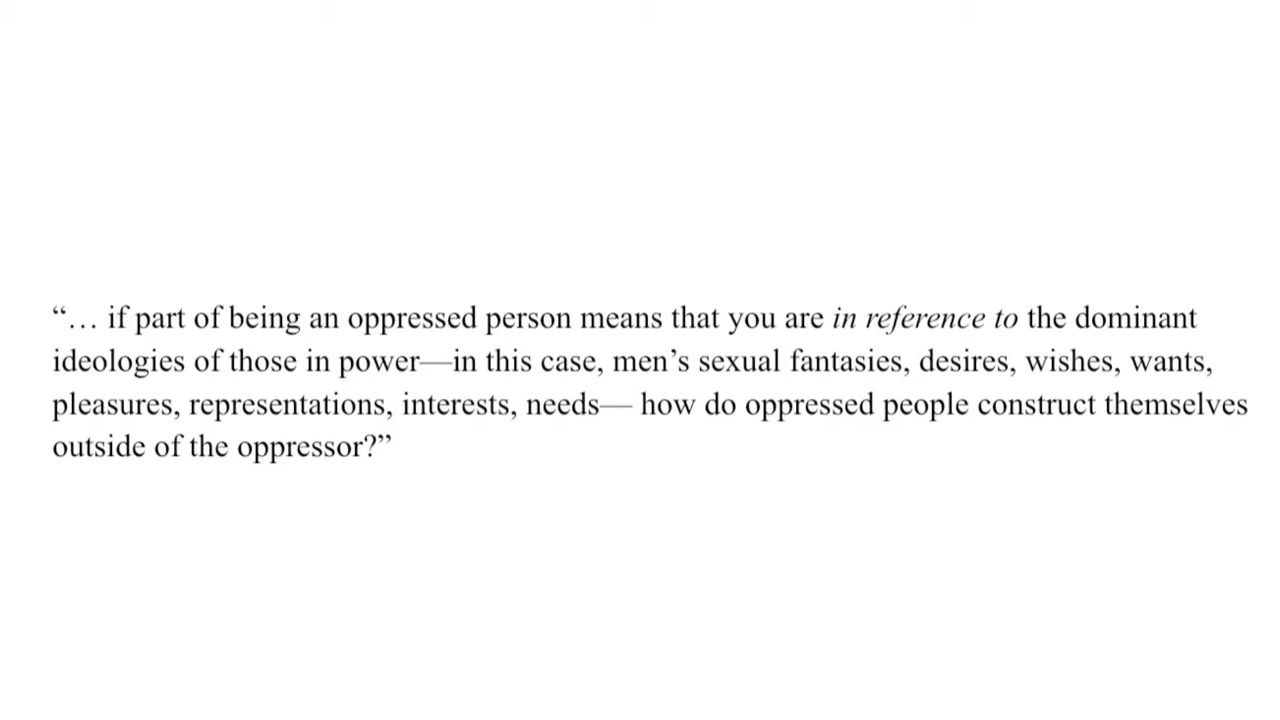 “… if part of being an oppressed person means that you are in reference to the dominant
ideologies of those in power—in this case, men’s sexual fantasies, desires, wishes, wants,
pleasures, representations, interests, needs— how do oppressed people construct themselves
outside of the oppressor?”